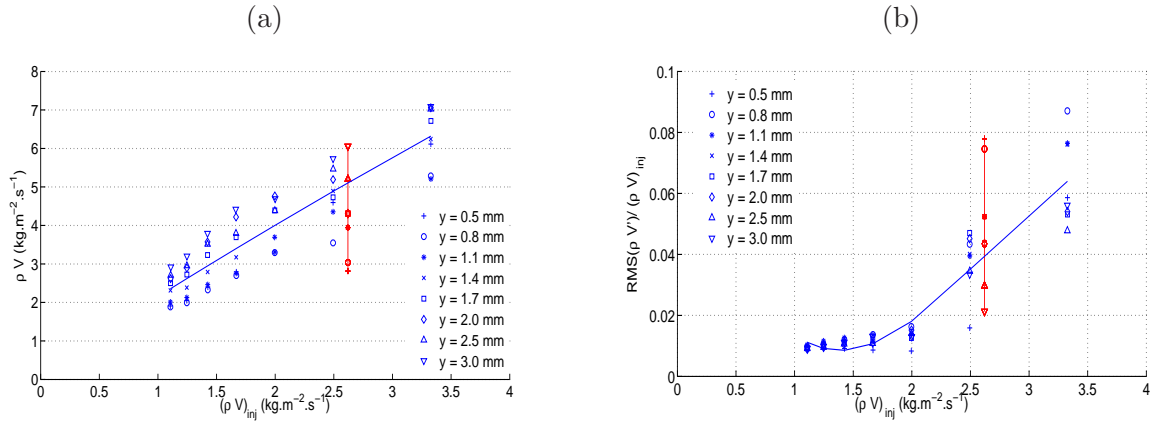 (a)
8
7
6
5
4
3
2
1
0
ρ V (kg.m⁻².s⁻¹)
0 0.5 1 1.5 2 2.5 3 3.5 4
(ρ V)inj (kg.m⁻².s⁻¹)
y = 0.5 mm
y = 0.8 mm
y = 1.1 mm
y = 1.4 mm
y = 1.7 mm
y = 2.0 mm
y = 2.5 mm
y = 3.0 mm
(b)
0.1
0.08
0.06
0.04
0.02
0
RMS(ρ V')/ (ρ V)inj
0 0.5 1 1.5 2 2.5 3 3.5 4
(ρ V)inj (kg.m⁻².s⁻¹)
y = 0.5 mm
y = 0.8 mm
y = 1.1 mm
y = 1.4 mm
y = 1.7 mm
y = 2.0 mm
y = 2.5 mm
y = 3.0 mm